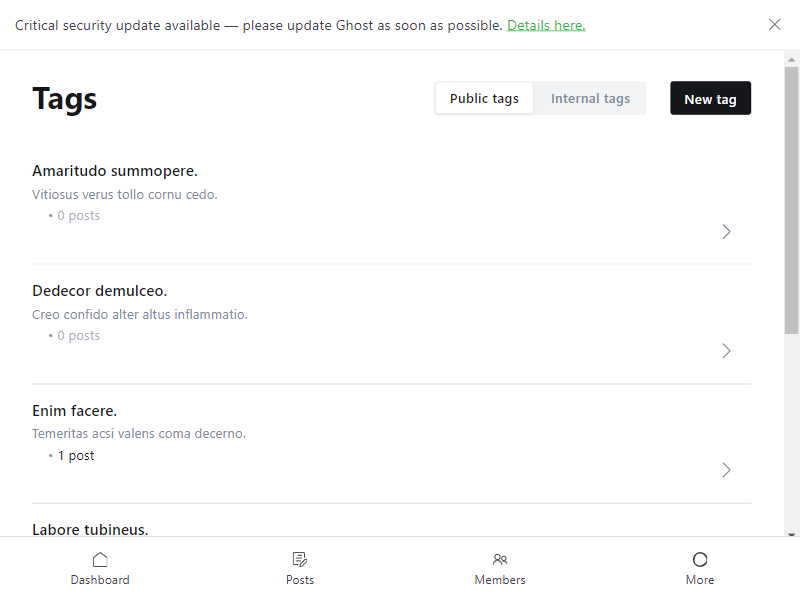 Critical security update available — please update Ghost as soon as possible. Details here.
Tags
Public tags
Internal tags
New tag
Amaritudo summopere.
Vitiosus verus tollo cornu cedo.
• 0 posts
Dedecor demulceo.
Creo confido alter altus inflammatio.
• 0 posts
Enim facere.
Temeritas acsi valens coma decerno.
• 1 post
Labore tubineus.
Dashboard
Posts
Members
More